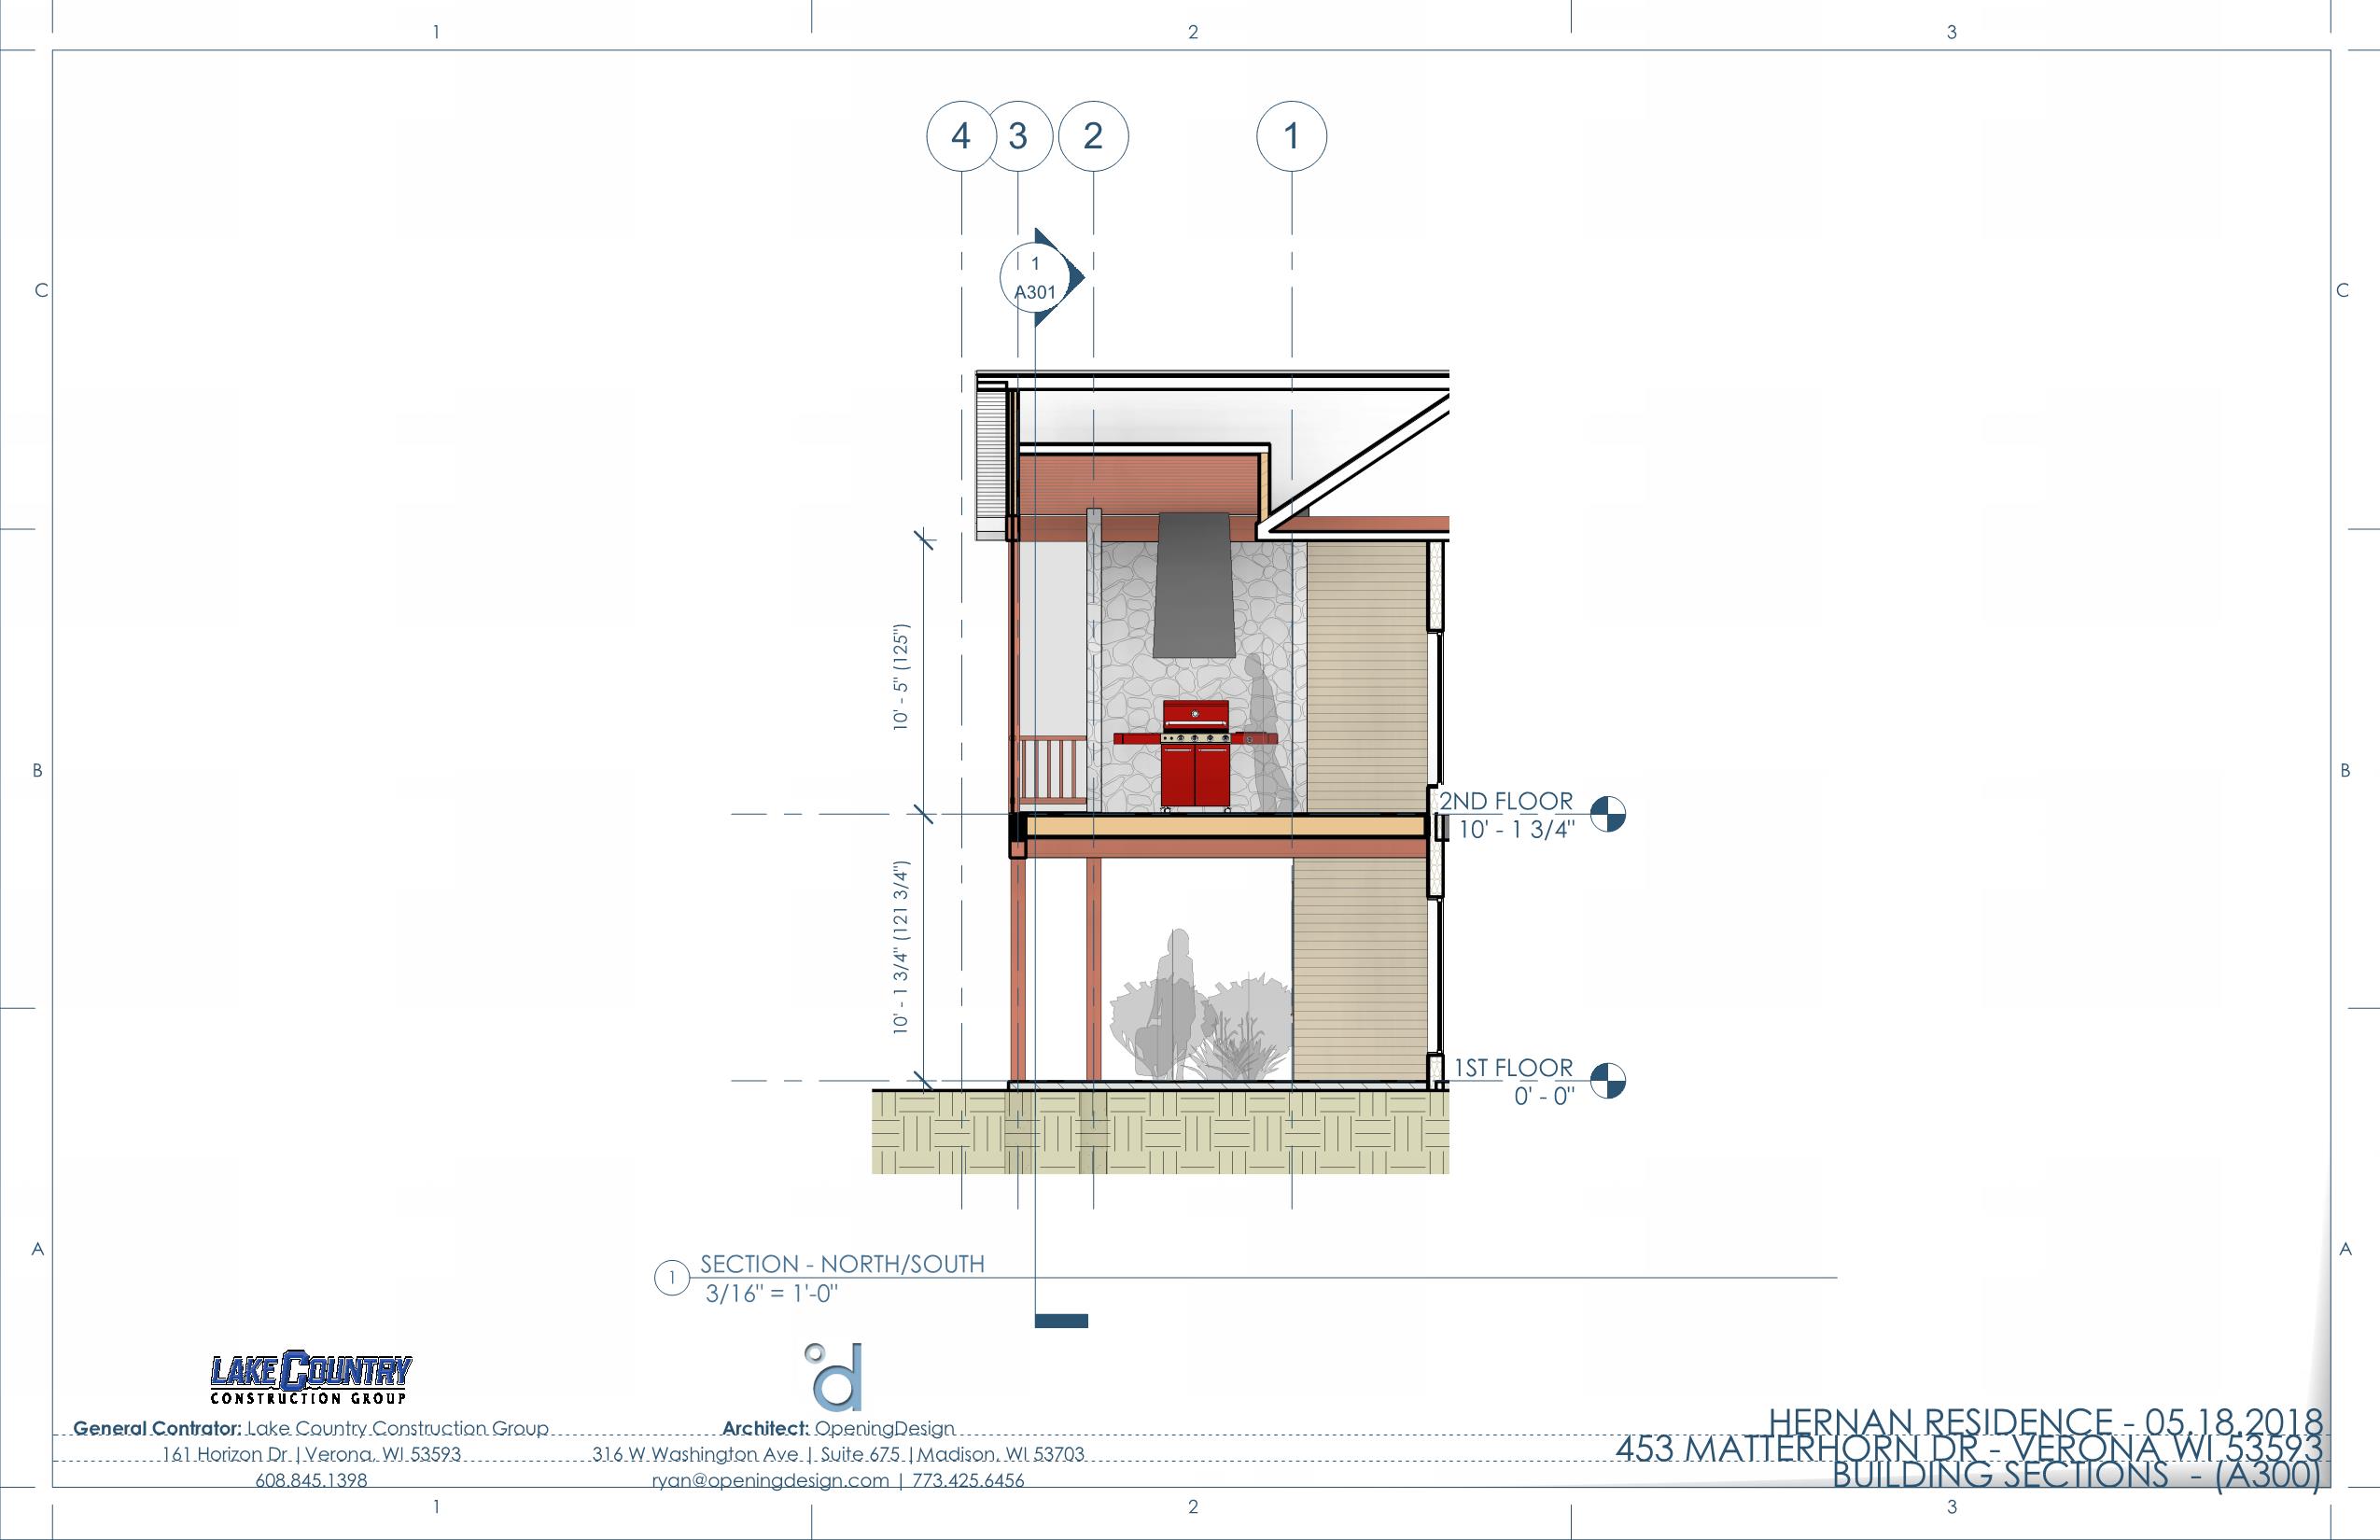 1
2
3
4
3
2
1
1
A301
C
C
10' - 5" (125")
B
B
2ND FLOOR
10' - 1 3/4"
10' - 1 3/4" (121 3/4")
1ST FLOOR
0' - 0"
A
A
1
SECTION - NORTH/SOUTH
3/16" = 1'-0"
LAKE COUNTRY
CONSTRUCTION GROUP
d
General Contrator: Lake Country Construction Group
161 Horizon Dr | Verona, WI 53593
608.845.1398
Architect: OpeningDesign
316 W Washington Ave | Suite 675 | Madison, WI 53703
ryan@openingdesign.com | 773.425.6456
HERNAN RESIDENCE - 05.18.2018
453 MATTERHORN DR - VERONA WI 53593
BUILDING SECTIONS - (A300)
1
2
3